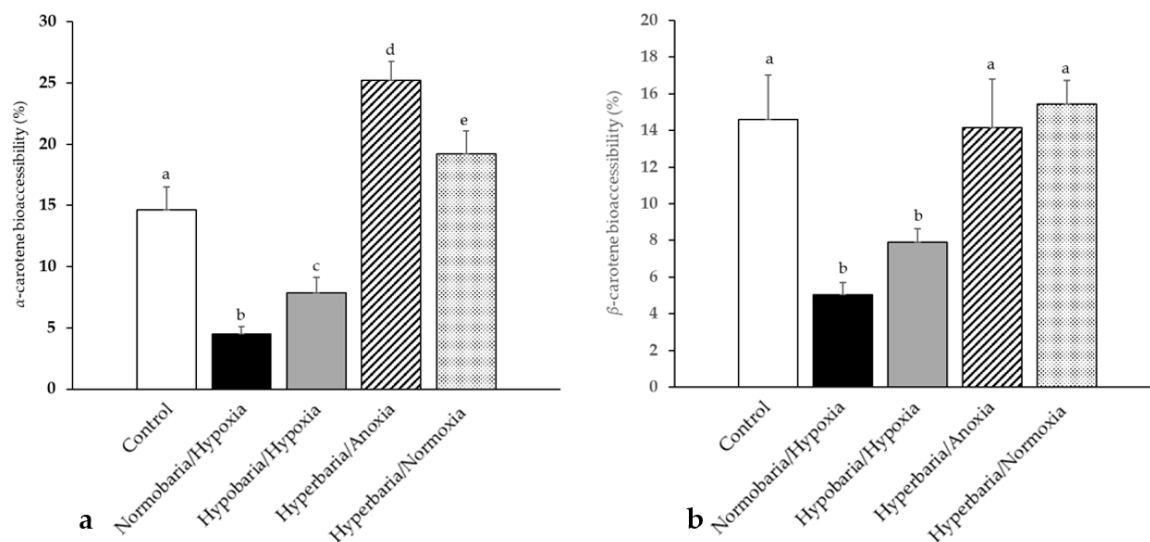 α-carotene bioaccessibility (%)
30
25
20
15
10
5
0
a
b
c
d
e
Control
Normobaria/Hypoxia
Hypobaria/Hypoxia
Hyperbaria/Anoxia
Hyperbaria/Normoxia
a
β-carotene bioaccessibility (%)
20
18
16
14
12
10
8
6
4
2
0
a
b
b
a
a
Control
Normobaria/Hypoxia
Hypobaria/Hypoxia
Hyperbaria/Anoxia
Hyperbaria/Normoxia
b